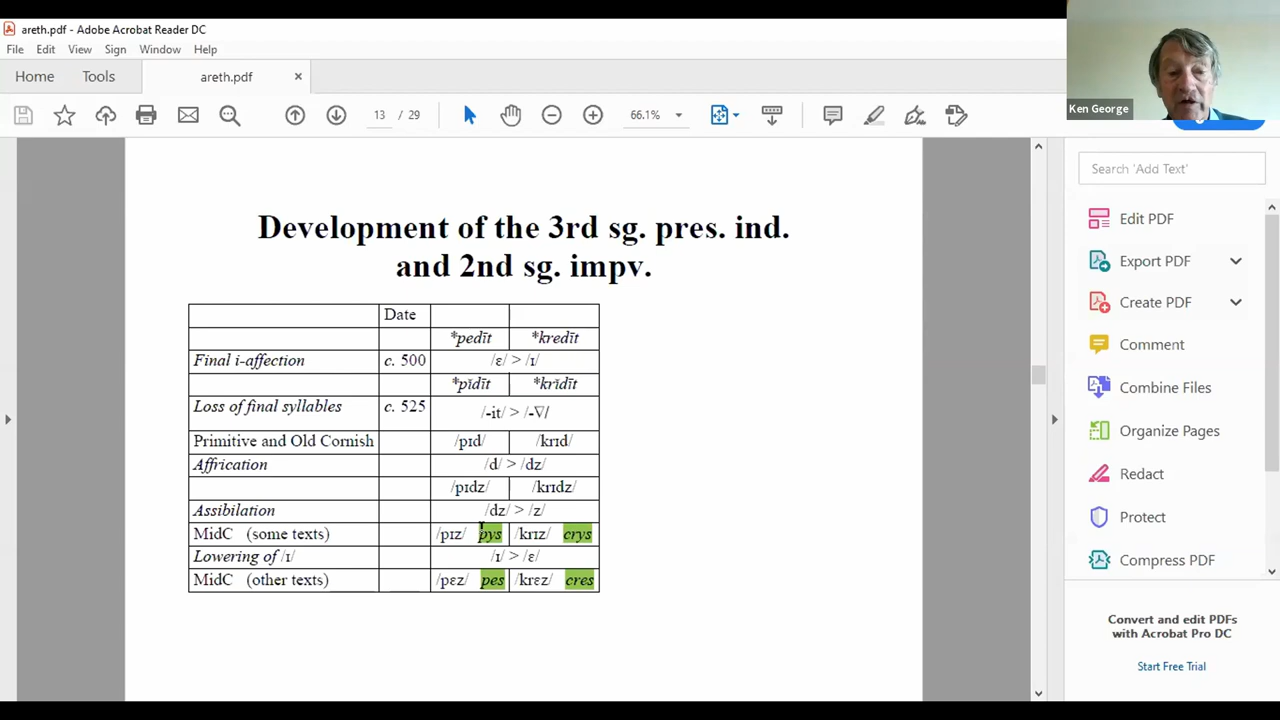 areth.pdf - Adobe Acrobat Reader DC
File Edit View Sign Window Help
Home Tools areth.pdf ×
13 / 29 66.1%
Ken George
Development of the 3rd sg. pres. ind.
and 2nd sg. impv.
Date
*pedīt *kredīt
Final i-affection c. 500 /ɛ/ > /ɪ/
*pīdīt *krīdīt
Loss of final syllables c. 525 /-it/ > /-∇/
Primitive and Old Cornish /pɪd/ /krɪd/
Affrication /d/ > /dz/
/pɪdz/ /krɪdz/
Assibilation /dz/ > /z/
MidC (some texts) /pɪz/ pys /krɪz/ crys
Lowering of /ɪ/ /ɪ/ > /ɛ/
MidC (other texts) /pɛz/ pes /krɛz/ cres
Search 'Add Text'
Edit PDF
Export PDF
Create PDF
Comment
Combine Files
Organize Pages
Redact
Protect
Compress PDF
Convert and edit PDFs
with Acrobat Pro DC
Start Free Trial